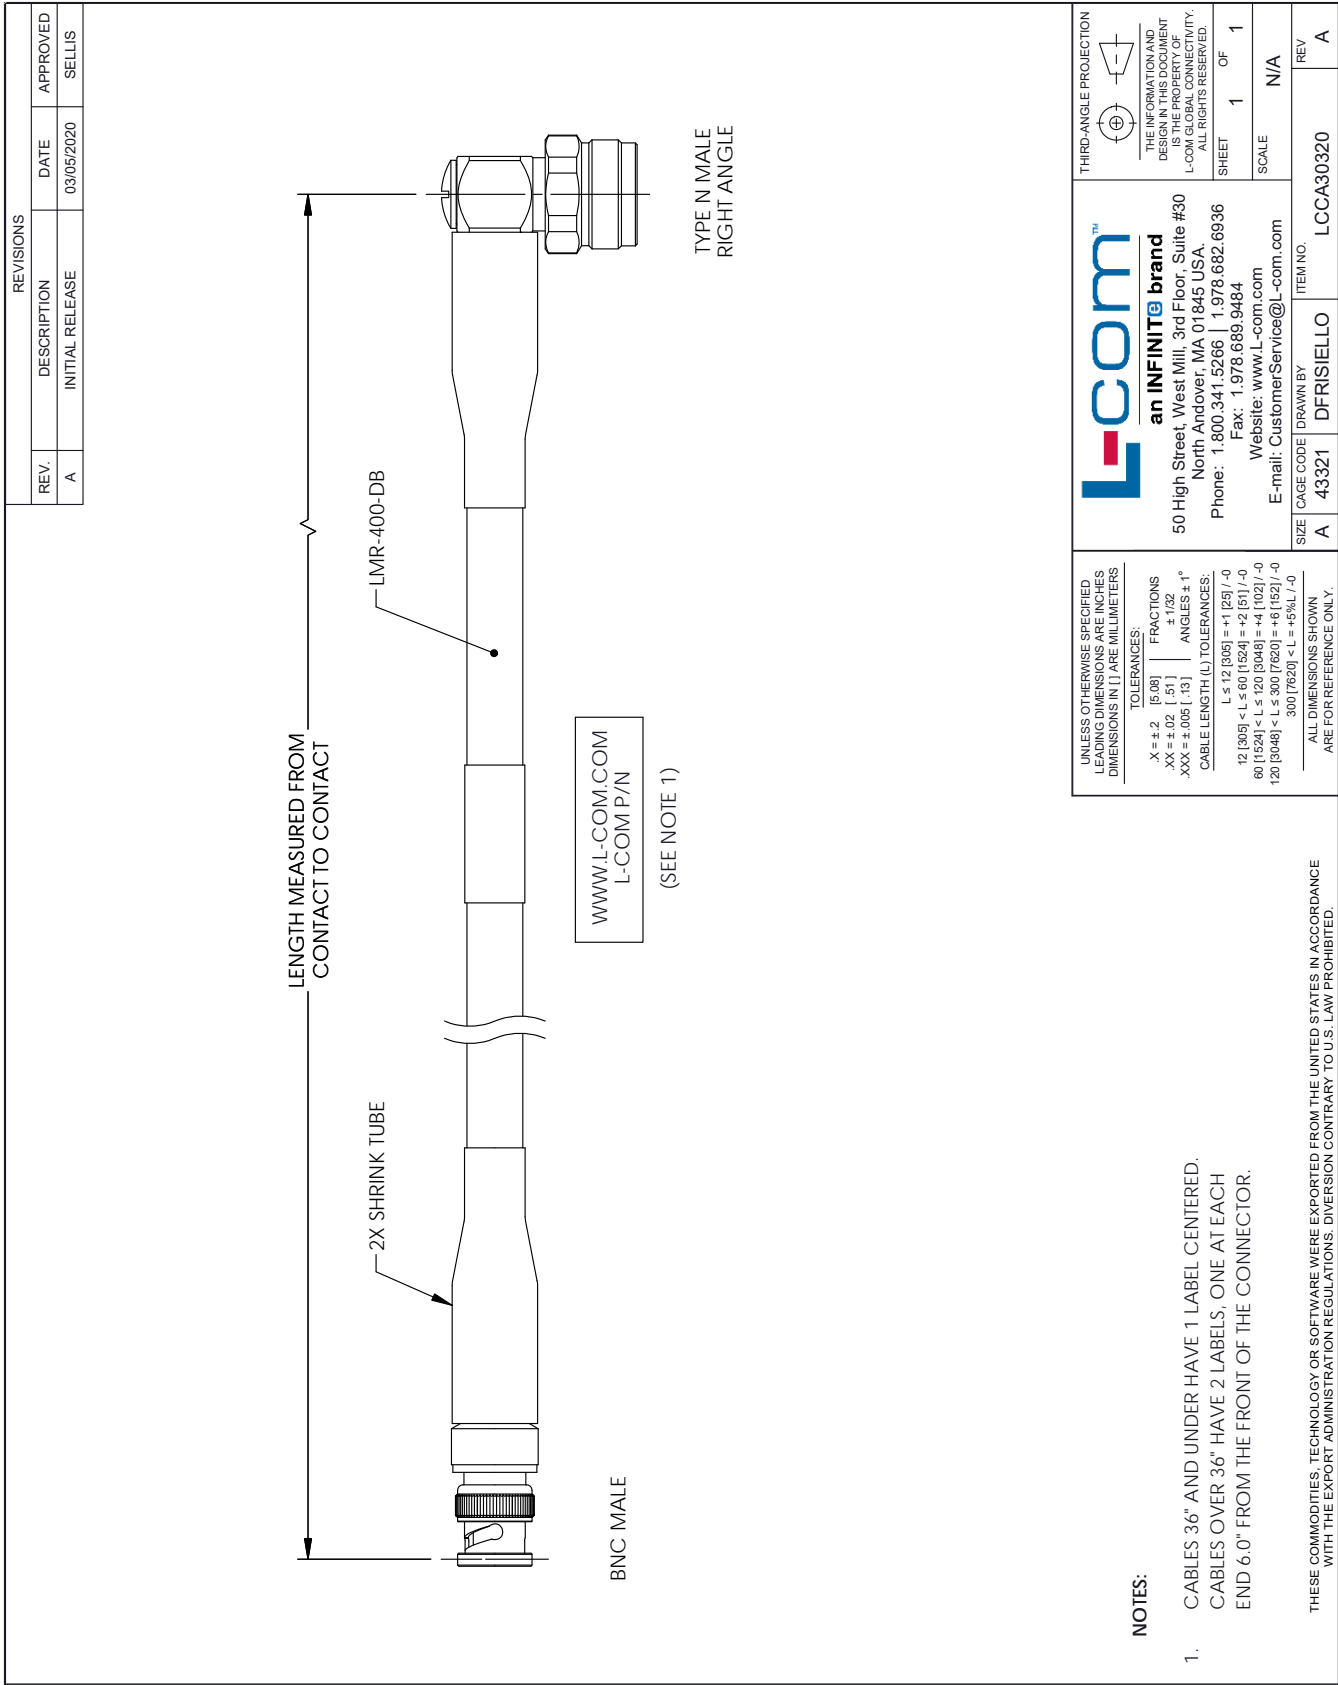 REVISIONS
REV. DESCRIPTION DATE APPROVED
A INITIAL RELEASE 03/05/2020 SELLIS
LENGTH MEASURED FROM
CONTACT TO CONTACT
2X SHRINK TUBE
LMR-400-DB
WWW.L-COM.COM
L-COM P/N
(SEE NOTE 1)
BNC MALE
TYPE N MALE
RIGHT ANGLE
NOTES:
1. CABLES 36" AND UNDER HAVE 1 LABEL CENTERED.
CABLES OVER 36" HAVE 2 LABELS, ONE AT EACH
END 6.0" FROM THE FRONT OF THE CONNECTOR.
THESE COMMODITIES, TECHNOLOGY OR SOFTWARE WERE EXPORTED FROM THE UNITED STATES IN ACCORDANCE
WITH THE EXPORT ADMINISTRATION REGULATIONS. DIVERSION CONTRARY TO U.S. LAW PROHIBITED.
UNLESS OTHERWISE SPECIFIED
LEADING DIMENSIONS ARE INCHES
DIMENSIONS IN [ ] ARE MILLIMETERS
TOLERANCES:
.X = ± .2 [5.08] FRACTIONS
.XX = ± .02 [ .51 ] ± 1/32
.XXX = ± .005 [ .13 ] ANGLES ± 1°
CABLE LENGTH (L) TOLERANCES:
L ≤ 12 [305] = +1 [25] / -0
12 [305] < L ≤ 60 [1524] = +2 [51] / -0
60 [1524] < L ≤ 120 [3048] = +4 [102] / -0
120 [3048] < L ≤ 300 [7620] = +6 [152] / -0
300 [7620] < L = +5%L / -0
ALL DIMENSIONS SHOWN
ARE FOR REFERENCE ONLY.
L-com™
an INFINITe brand
50 High Street, West Mill, 3rd Floor, Suite #30
North Andover, MA 01845 USA.
Phone: 1.800.341.5266 | 1.978.682.6936
Fax: 1.978.689.9484
Website: www.L-com.com
E-mail: CustomerService@L-com.com
THIRD-ANGLE PROJECTION
THE INFORMATION AND
DESIGN IN THIS DOCUMENT
IS THE PROPERTY OF
L-COM GLOBAL CONNECTIVITY.
ALL RIGHTS RESERVED.
SHEET 1 OF 1
SCALE N/A
SIZE A
CAGE CODE 43321
DRAWN BY DFRISIELLO
ITEM NO. LCCA30320
REV A